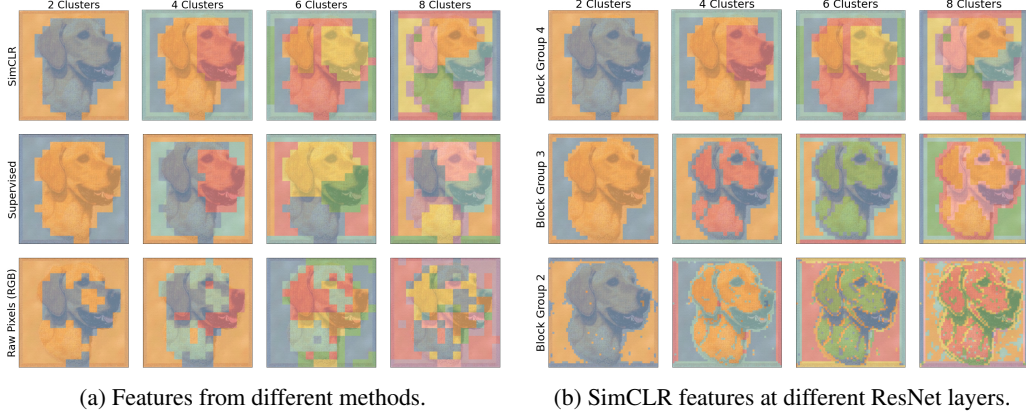 2 Clusters 4 Clusters 6 Clusters 8 Clusters 2 Clusters 4 Clusters 6 Clusters 8 Clusters
SimCLR
Supervised
Raw Pixels (RGB)
Block Group 4
Block Group 3
Block Group 2
(a) Features from different methods.
(b) SimCLR features at different ResNet layers.